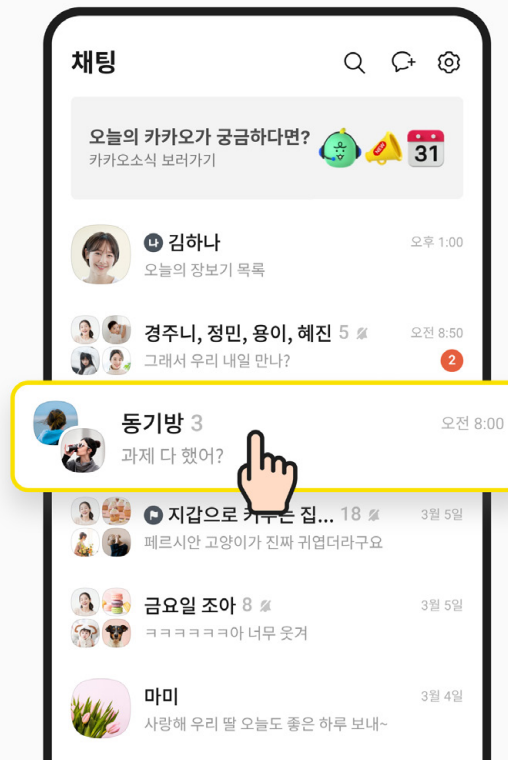 채팅
오늘의 카카오가 궁금하다면?
카카오소식 보러가기
NEW
31
나 김하나
오후 1:00
오늘의 장보기 목록
경주니, 정민, 용이, 혜진 5
오전 8:50
그래서 우리 내일 만나?
2
동기방 3
오전 8:00
과제 다 했어?
지갑으로 키우는 집... 18
3월 5일
페르시안 고양이가 진짜 귀엽더라구요
금요일 조아 8
3월 5일
ㅋㅋㅋㅋㅋㅋ아 너무 웃겨
마미
3월 4일
사랑해 우리 딸 오늘도 좋은 하루 보내~